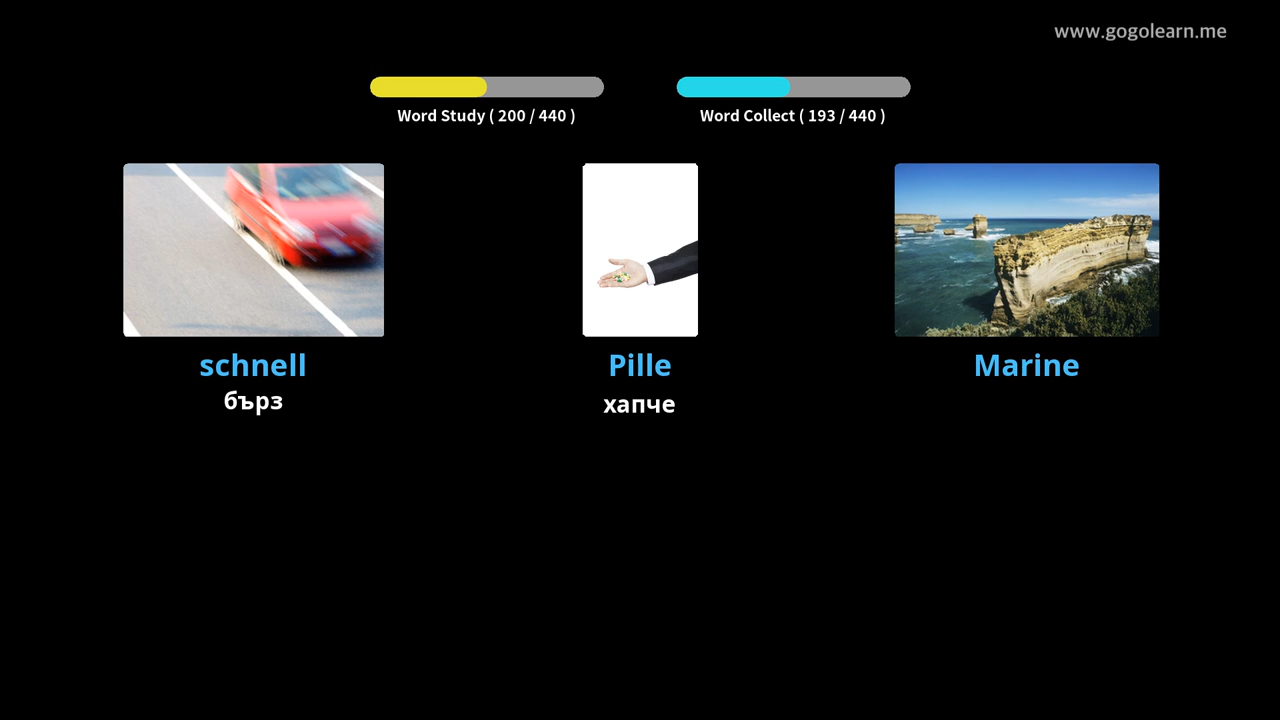 www.gogolearn.me
Word Study ( 200 / 440 )
Word Collect ( 193 / 440 )
schnell
бърз
Pille
хапче
Marine